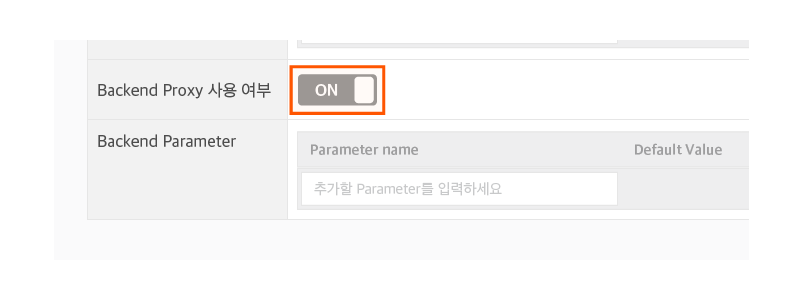 Backend Proxy 사용 여부
ON
Backend Parameter
Parameter name
Default Value
추가할 Parameter를 입력하세요